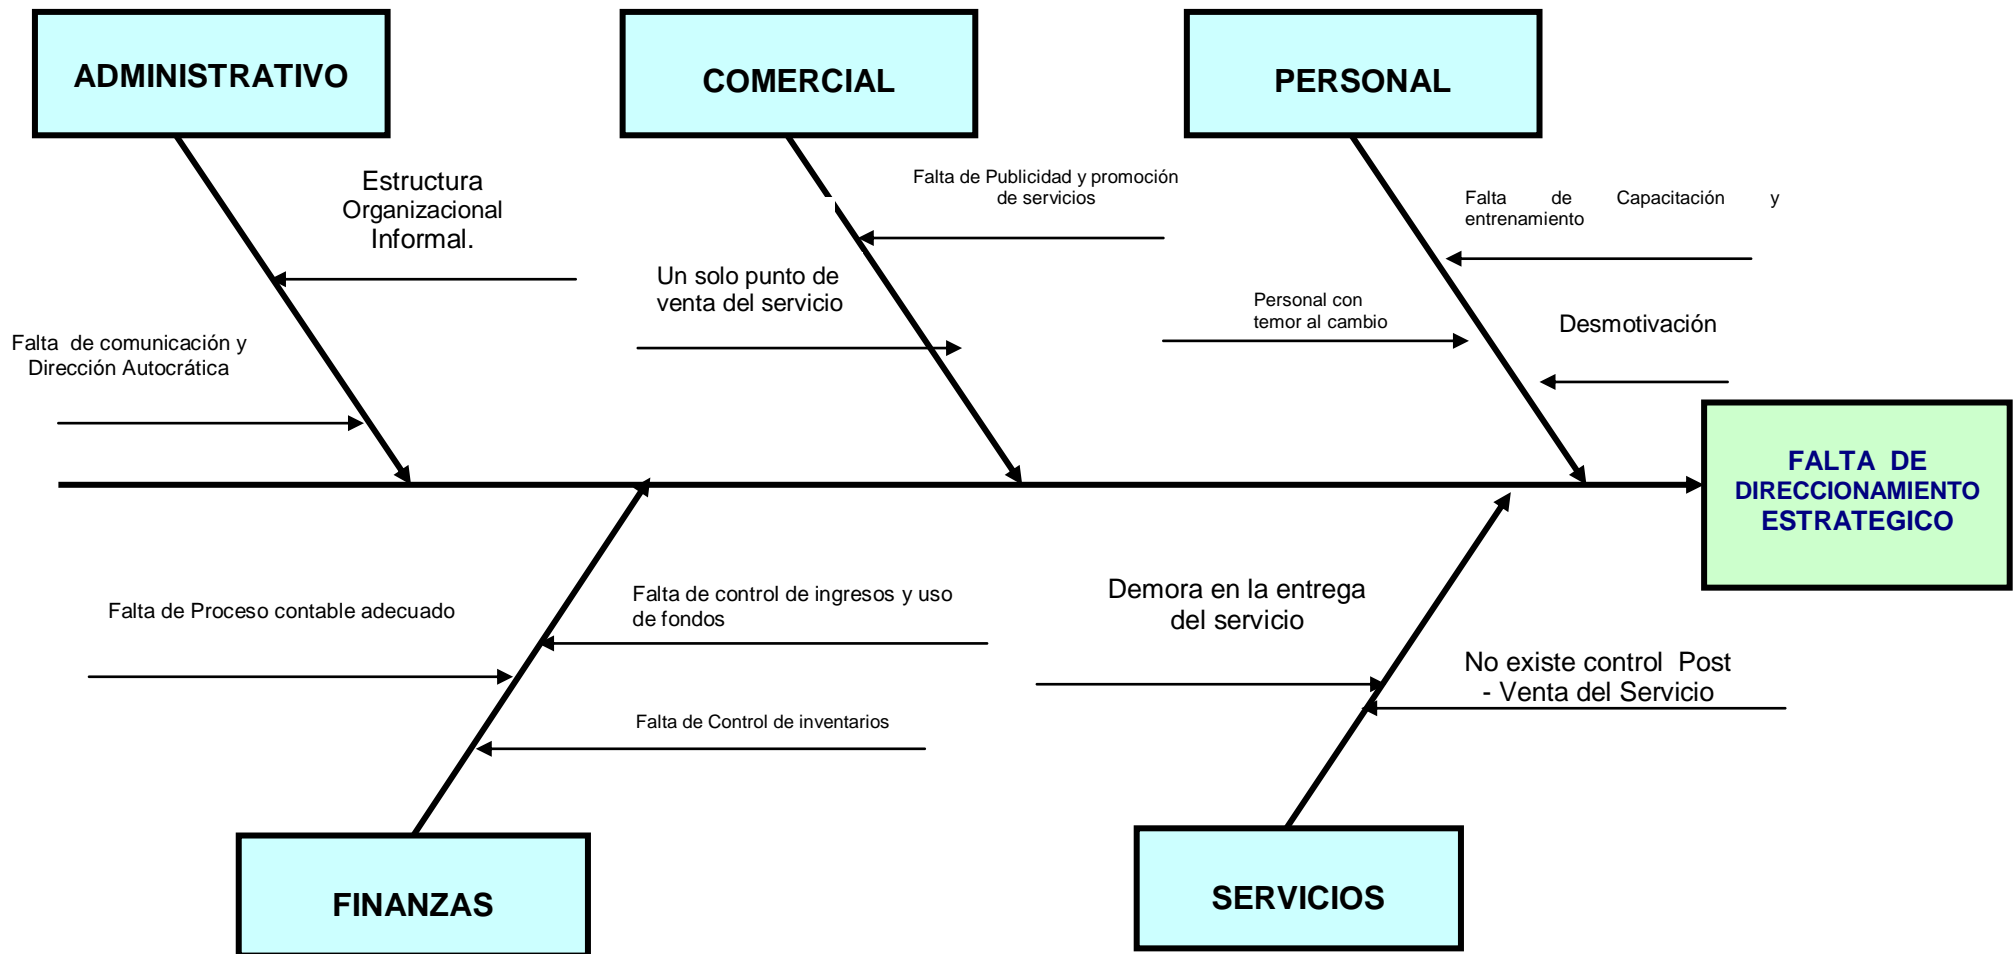 ADMINISTRATIVO
COMERCIAL
PERSONAL
Estructura
Organizacional
Informal.
Falta de Publicidad y promoción
de servicios
Falta de Capacitación y
entrenamiento
Un solo punto de
venta del servicio
Personal con
temor al cambio
Desmotivación
Falta  de comunicación y
Dirección Autocrática
FALTA  DE
DIRECCIONAMIENTO
ESTRATEGICO
Falta de Proceso contable adecuado
Falta de control de ingresos y uso
de fondos
Demora en la entrega
del servicio
No existe control  Post
- Venta del Servicio
Falta de Control de inventarios
FINANZAS
SERVICIOS